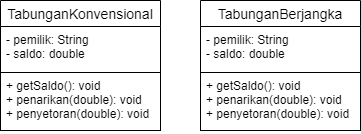 TabunganKonvensional
- pemilik: String
- saldo: double
+ getSaldo(): void
+ penarikan(double): void
+ penyetoran(double): void
TabunganBerjangka
- pemilik: String
- saldo: double
+ getSaldo(): void
+ penarikan(double): void
+ penyetoran(double): void